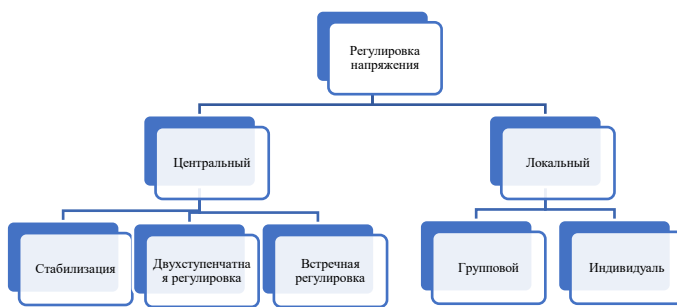 Регулировка
напряжения
Центральный
Локальный
Стабилизация
Двухступенчатна
я регулировка
Встречная
регулировка
Групповой
Индивидуаль